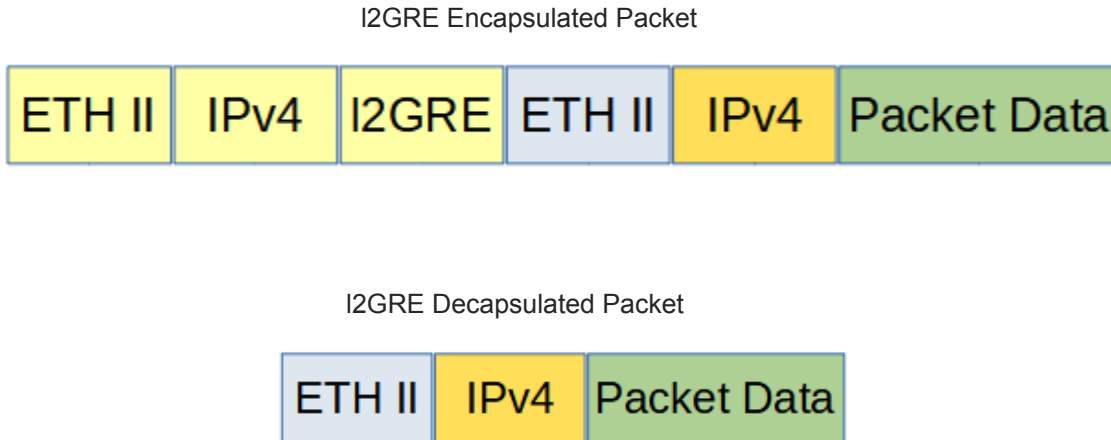 l2GRE Encapsulated Packet
ETH II IPv4 l2GRE ETH II IPv4 Packet Data
l2GRE Decapsulated Packet
ETH II IPv4 Packet Data